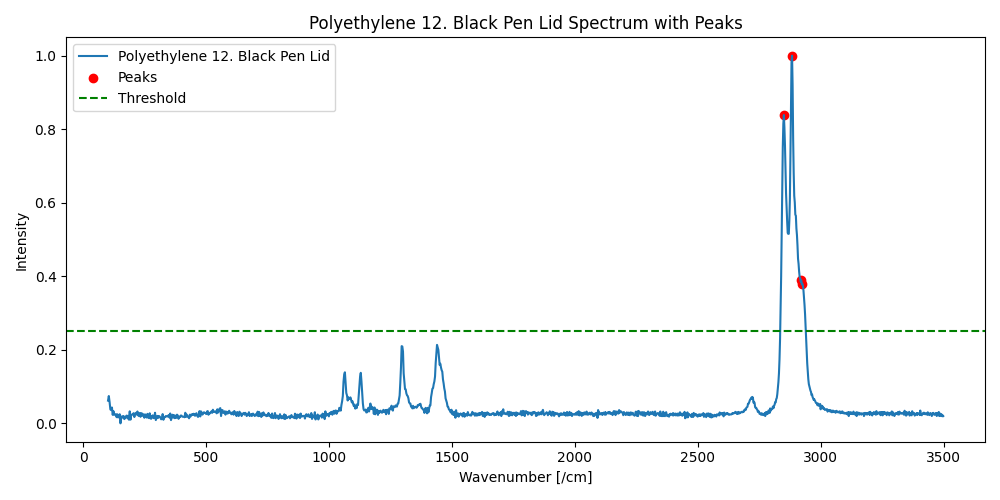 Polyethylene 12. Black Pen Lid Spectrum with Peaks
Polyethylene 12. Black Pen Lid
Peaks
Threshold
1.0
0.8
0.6
0.4
0.2
0.0
Intensity
0 500 1000 1500 2000 2500 3000 3500
Wavenumber [/cm]